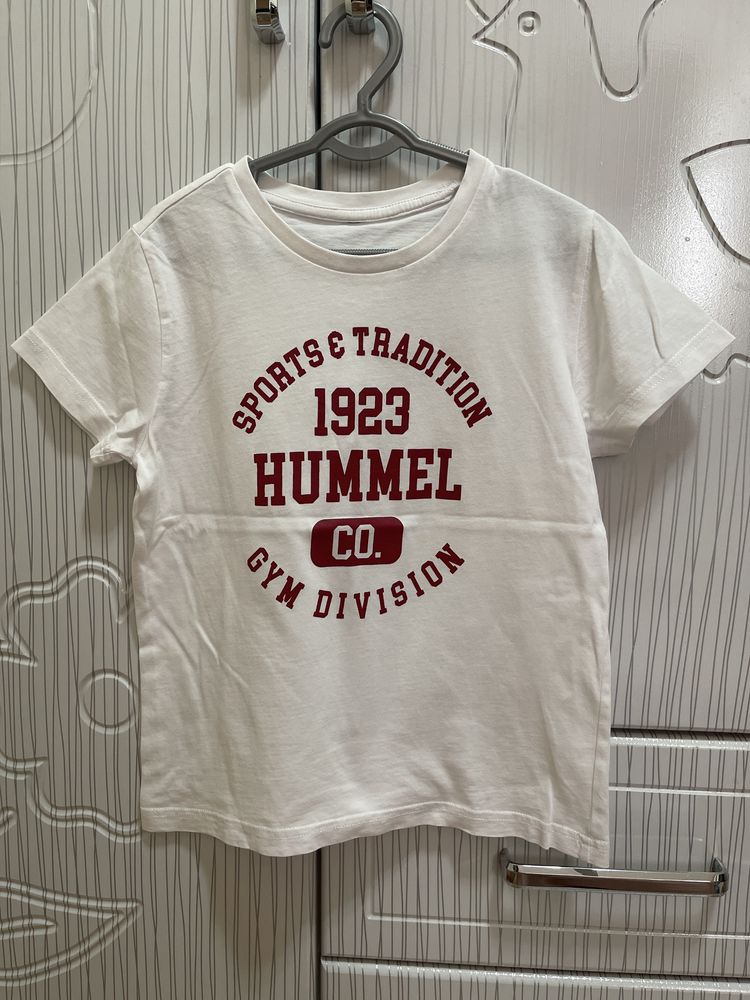 SPORTS & TRADITION
1923
HUMMEL
CO.
GYM DIVISION